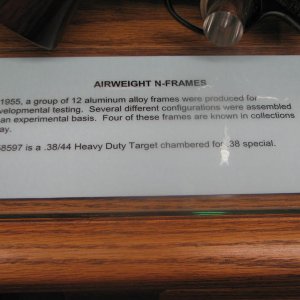 AIRWEIGHT N-FRAMES
1955, a group of 12 aluminum alloy frames were produced for
velopmental testing. Several different configurations were assembled
an experimental basis. Four of these frames are known in collections
ay.
8597 is a .38/44 Heavy Duty Target chambered for .38 special.